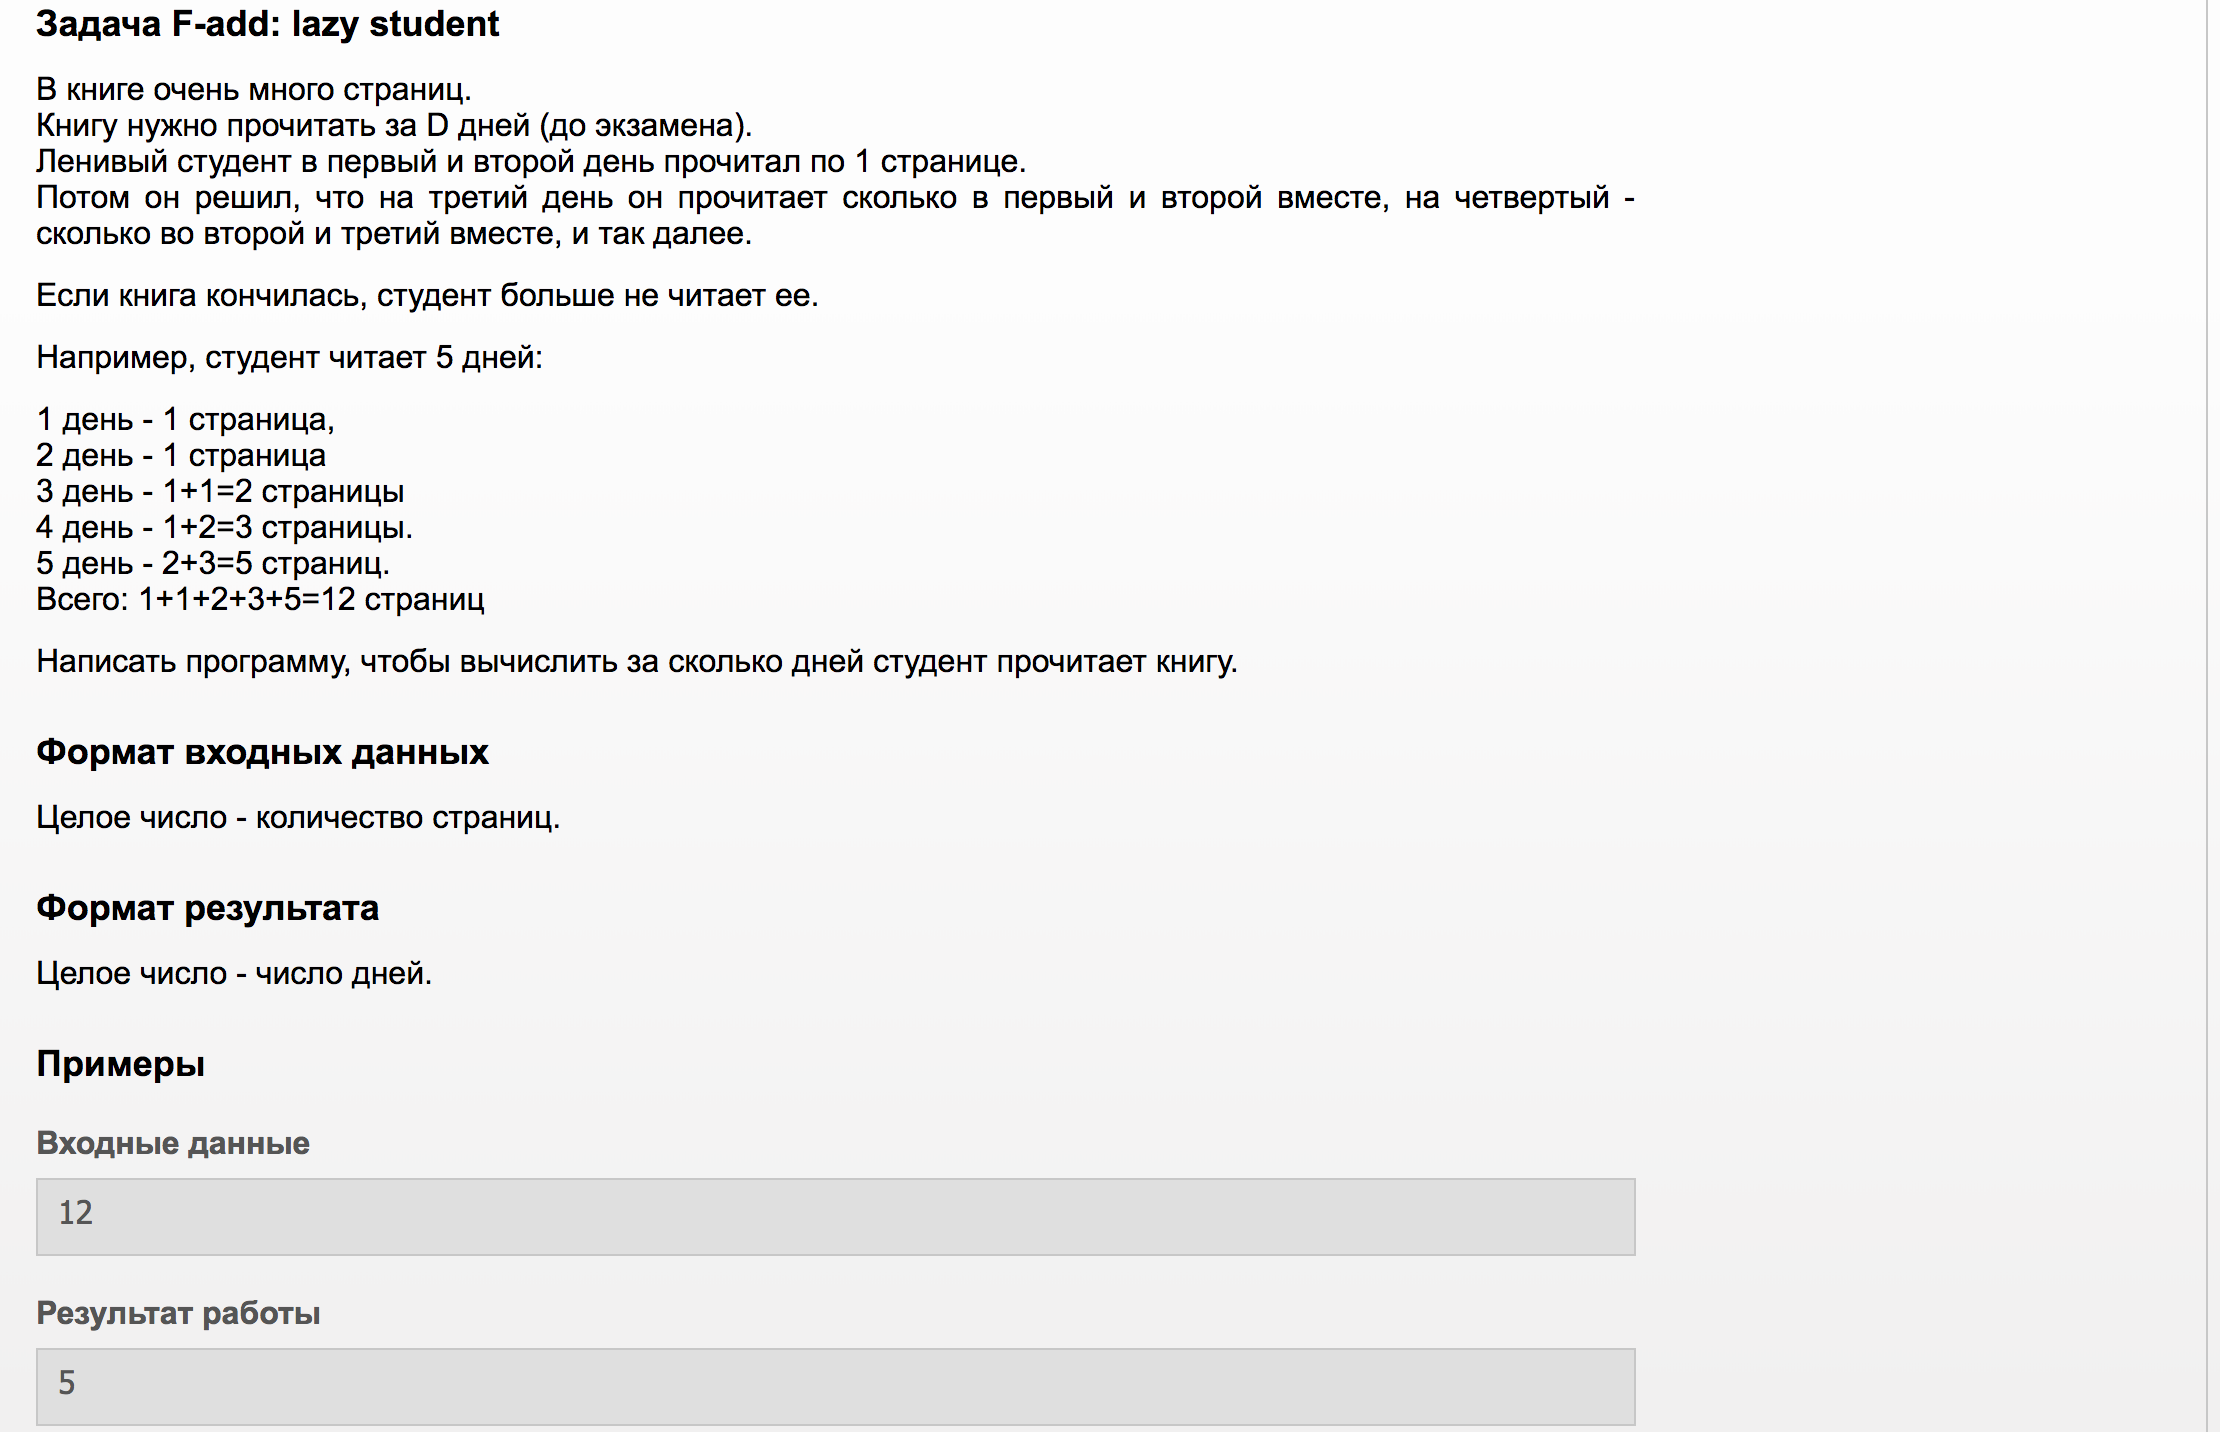 Задача F-add: lazy student
В книге очень много страниц.
Книгу нужно прочитать за D дней (до экзамена).
Ленивый студент в первый и второй день прочитал по 1 странице.
Потом он решил, что на третий день он прочитает сколько в первый и второй вместе, на четвертый -
сколько во второй и третий вместе, и так далее.
Если книга кончилась, студент больше не читает ее.
Например, студент читает 5 дней:
1 день - 1 страница,
2 день - 1 страница
3 день - 1+1=2 страницы
4 день - 1+2=3 страницы.
5 день - 2+3=5 страниц.
Всего: 1+1+2+3+5=12 страниц
Написать программу, чтобы вычислить за сколько дней студент прочитает книгу.
Формат входных данных
Целое число - количество страниц.
Формат результата
Целое число - число дней.
Примеры
Входные данные
12
Результат работы
5